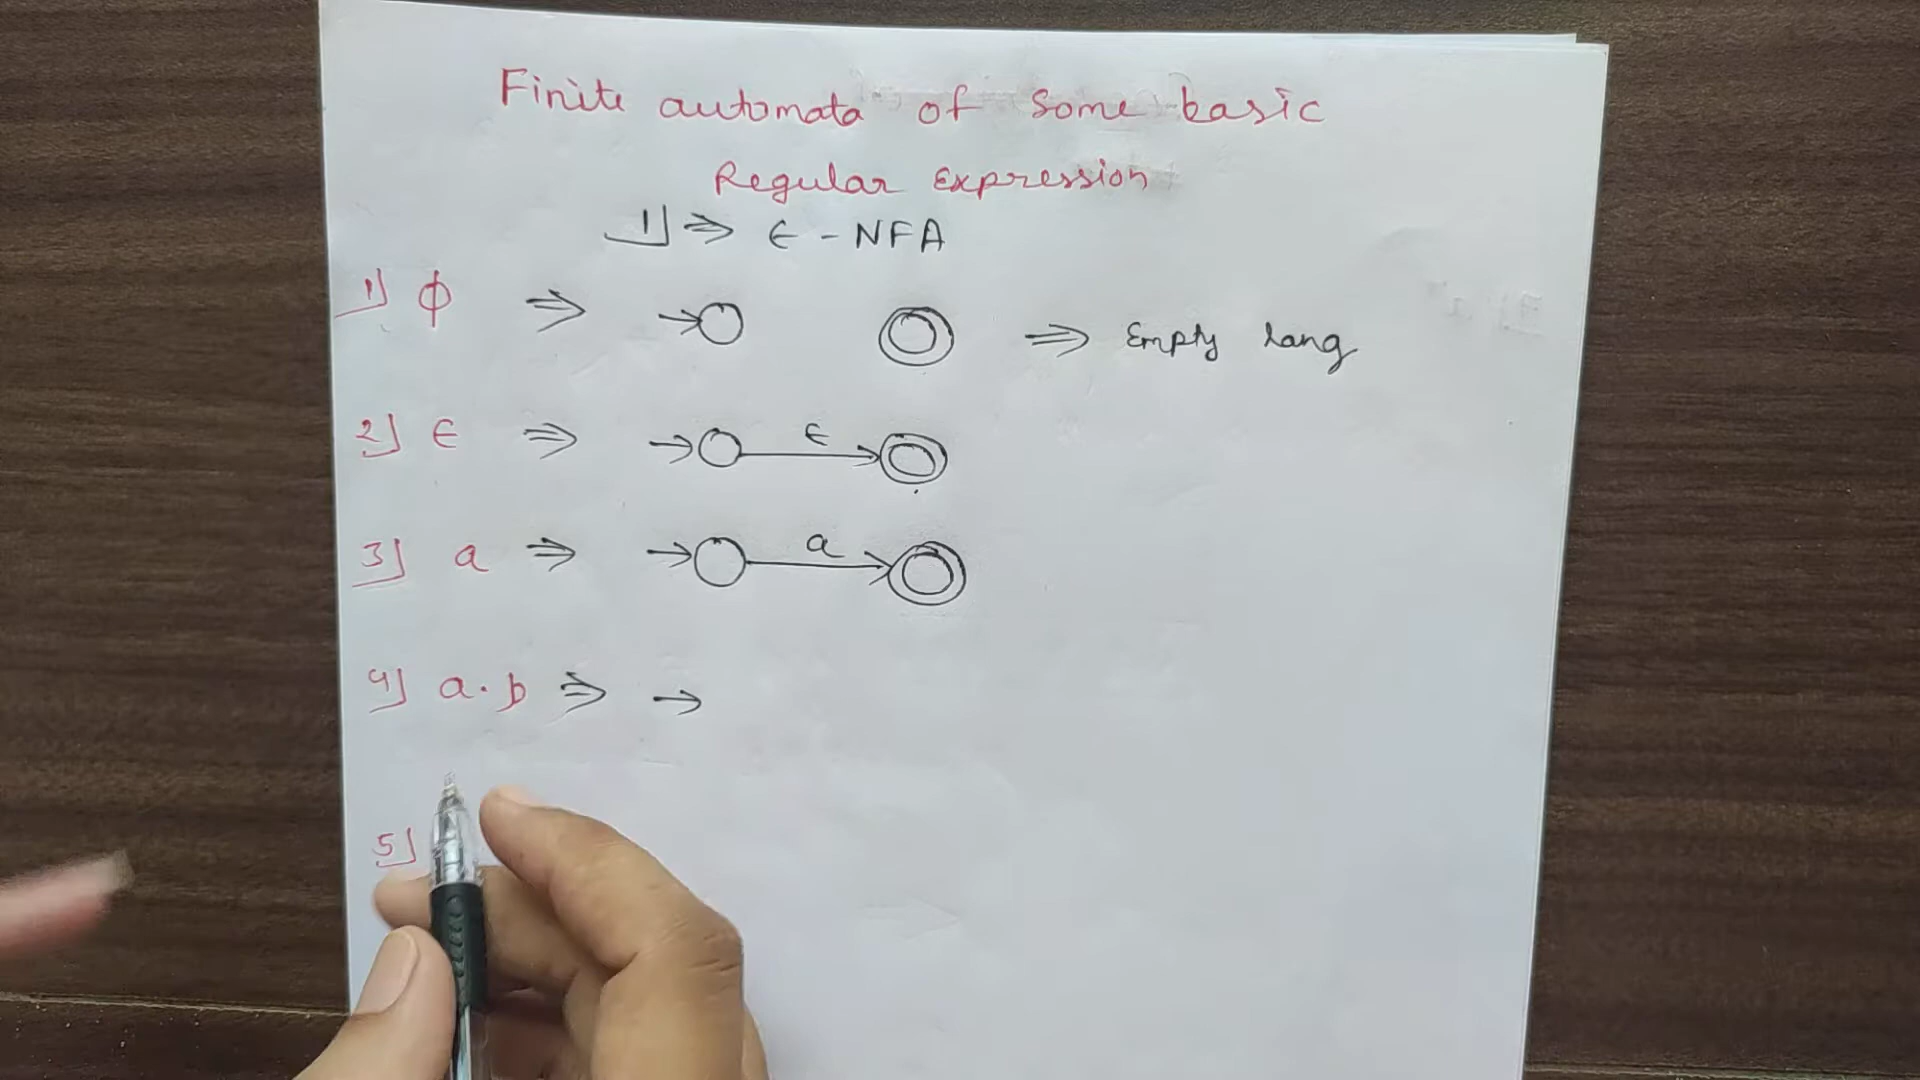 Finite automata of Some basic
Regular Expression
1] ⇒ ε - NFA
1] ϕ ⇒ → ⇒ Empty lang
2] ε ⇒ → ε
3] a ⇒ → a
4] a.b ⇒ →
5]